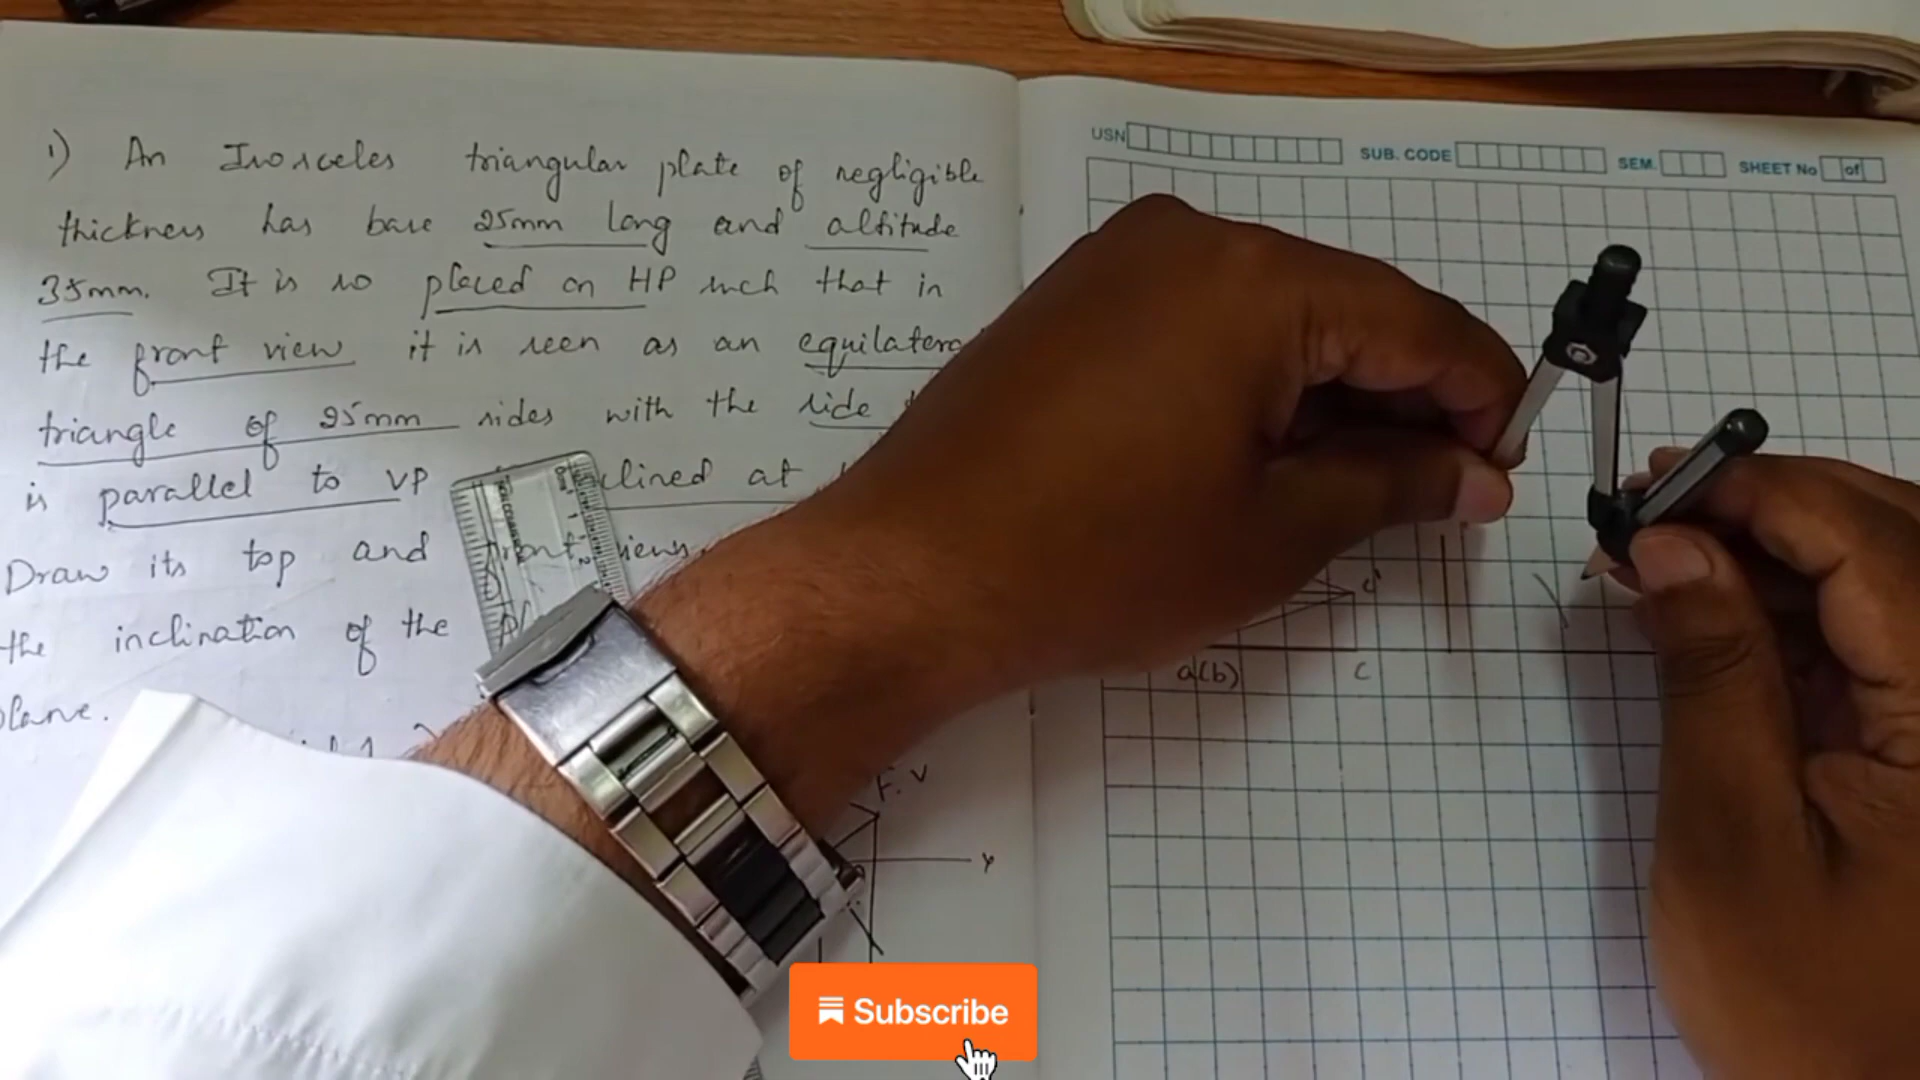 1) An Isosceles triangular plate of negligible
thickness has base 25mm long and altitude
35mm. It is so placed on HP such that in
the front view it is seen as an
triangle of 25mm sides with the side
is parallel to VP at
Draw its top and front views.
the inclination of the
plane.
F.V
y
USN
SUB. CODE
SEM.
SHEET No of
c'
a(b)
c
Subscribe